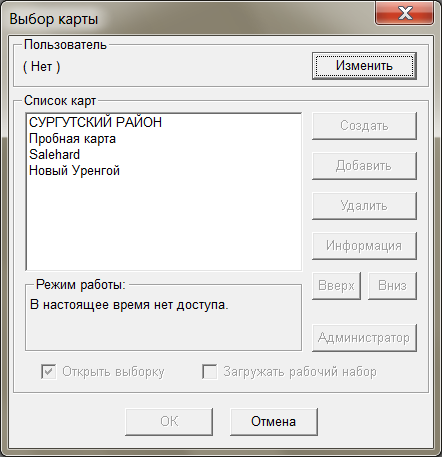 Выбор карты
Пользователь
( Нет )
Изменить
Список карт
СУРГУТСКИЙ РАЙОН
Пробная карта
Salehard
Новый Уренгой
Создать
Добавить
Удалить
Информация
Вверх Вниз
Режим работы:
В настоящее время нет доступа.
Администратор
Открыть выборку Загружать рабочий набор
OK Отмена